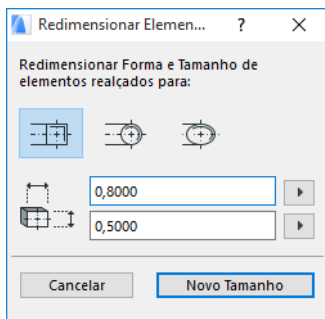 Redimensionar Elemen... ?
Redimensionar Forma e Tamanho de
elementos realçados para:
0,8000
0,5000
Cancelar Novo Tamanho